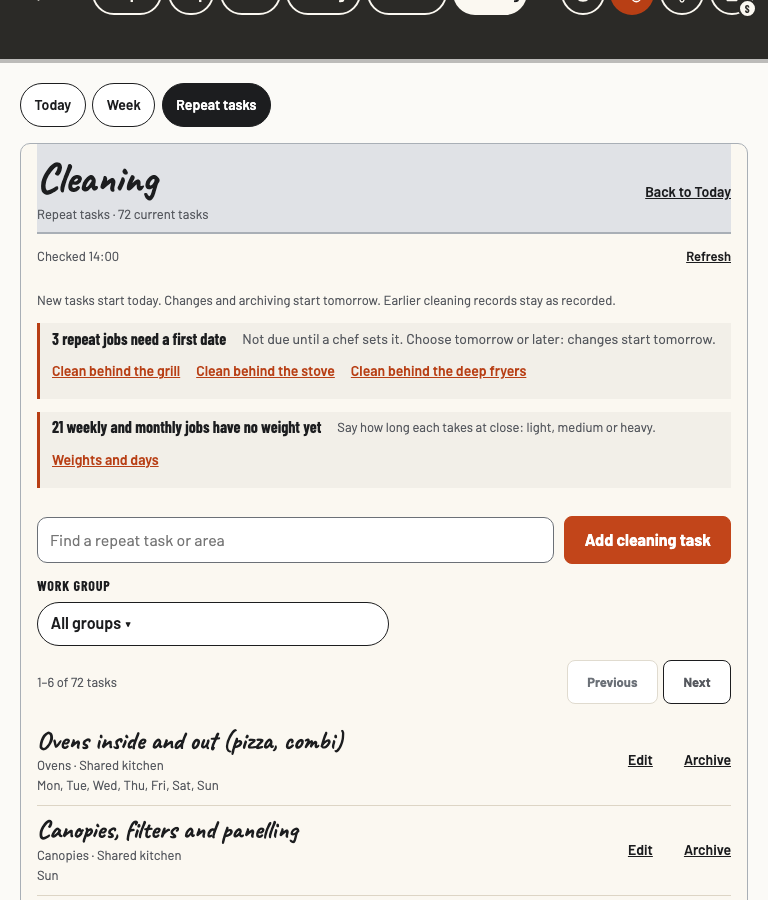 $
Today Week Repeat tasks
Cleaning
Back to Today
Repeat tasks · 72 current tasks
Checked 14:00 Refresh
New tasks start today. Changes and archiving start tomorrow. Earlier cleaning records stay as recorded.
3 repeat jobs need a first date Not due until a chef sets it. Choose tomorrow or later: changes start tomorrow.
Clean behind the grill Clean behind the stove Clean behind the deep fryers
21 weekly and monthly jobs have no weight yet Say how long each takes at close: light, medium or heavy.
Weights and days
Find a repeat task or area Add cleaning task
WORK GROUP
All groups ▾
1–6 of 72 tasks Previous Next
Ovens inside and out (pizza, combi)
Ovens · Shared kitchen
Mon, Tue, Wed, Thu, Fri, Sat, Sun
Edit Archive
Canopies, filters and panelling
Canopies · Shared kitchen
Sun
Edit Archive